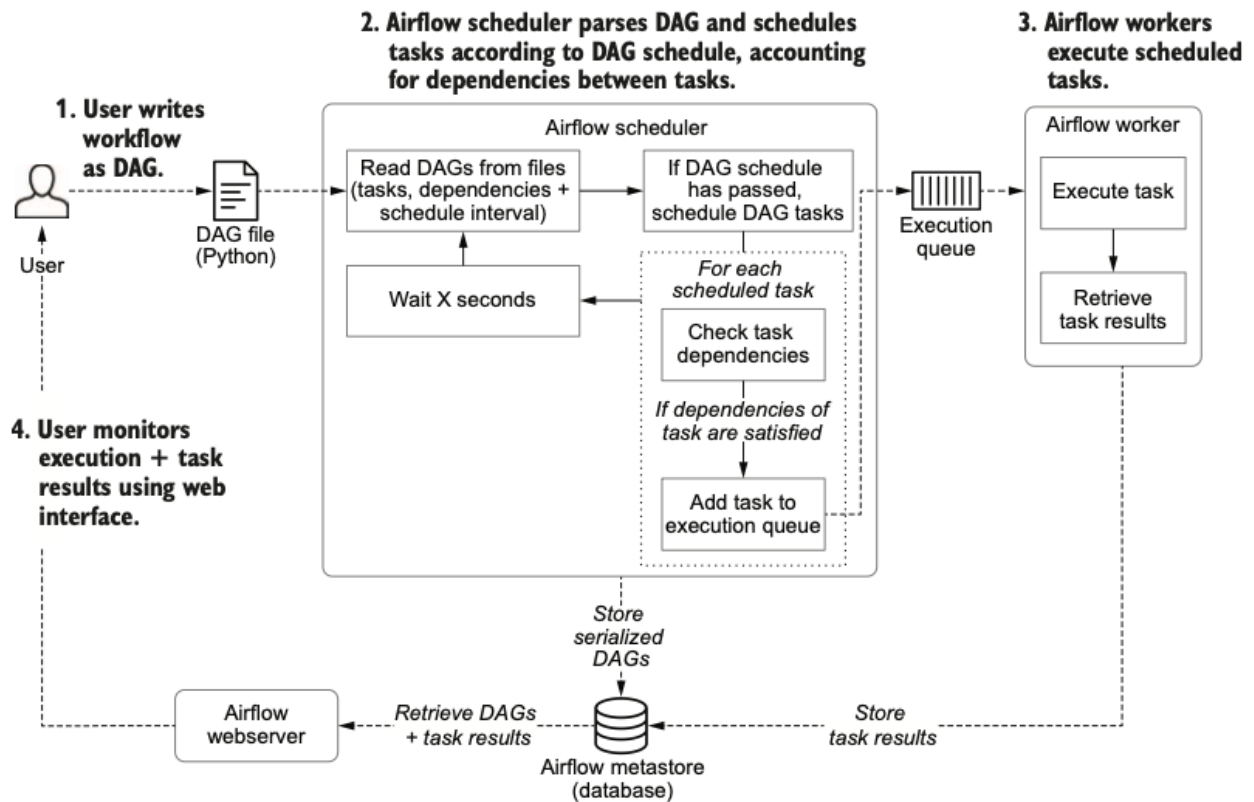 2. Airflow scheduler parses DAG and schedules
tasks according to DAG schedule, accounting
for dependencies between tasks.
3. Airflow workers
execute scheduled
tasks.
1. User writes
workflow
as DAG.
Airflow scheduler
Airflow worker
Read DAGs from files
(tasks, dependencies +
schedule interval)
If DAG schedule
has passed,
schedule DAG tasks
Execute task
User
DAG file
(Python)
Execution
queue
Wait X seconds
For each
scheduled task
Retrieve
task results
Check task
dependencies
If dependencies of
task are satisfied
4. User monitors
execution + task
results using web
interface.
Add task to
execution queue
Store
serialized
DAGs
Airflow
webserver
Retrieve DAGs
+ task results
Store
task results
Airflow metastore
(database)